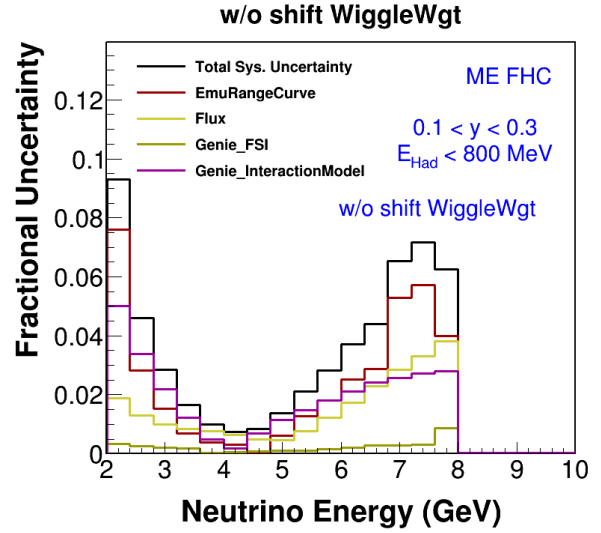 w/o shift WiggleWgt
Fractional Uncertainty
0.12
0.1
0.08
0.06
0.04
0.02
0
Total Sys. Uncertainty
EmuRangeCurve
Flux
Genie_FSI
Genie_InteractionModel
ME FHC
0.1 < y < 0.3
E_Had < 800 MeV
w/o shift WiggleWgt
2 3 4 5 6 7 8 9 10
Neutrino Energy (GeV)